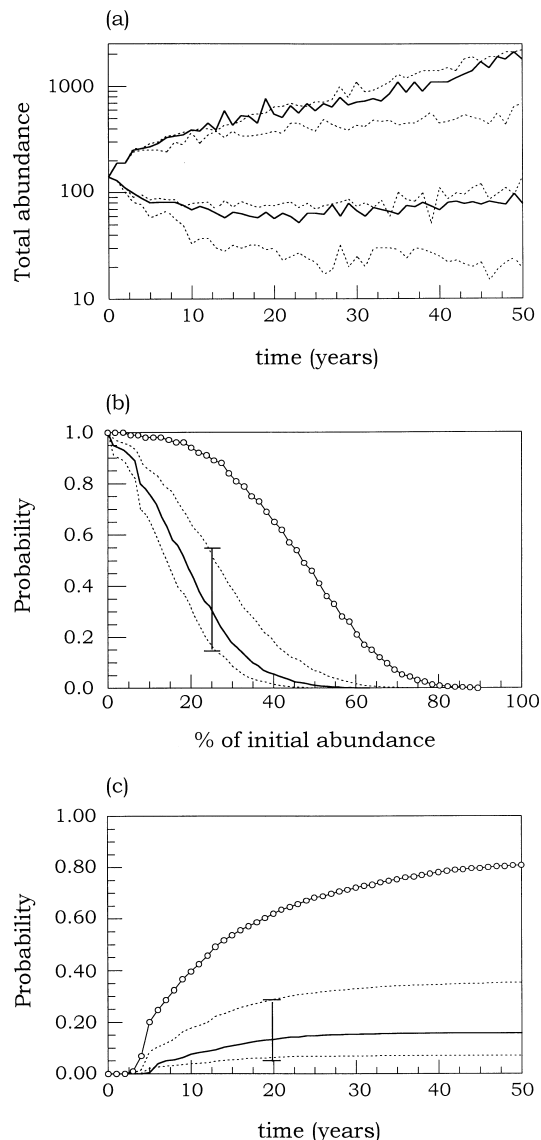 (a)
1000
100
10
Total abundance
0 10 20 30 40 50
time (years)
(b)
1.0
0.8
0.6
0.4
0.2
0.0
Probability
0 20 40 60 80 100
% of initial abundance
(c)
1.00
0.80
0.60
0.40
0.20
0.00
Probability
0 10 20 30 40 50
time (years)